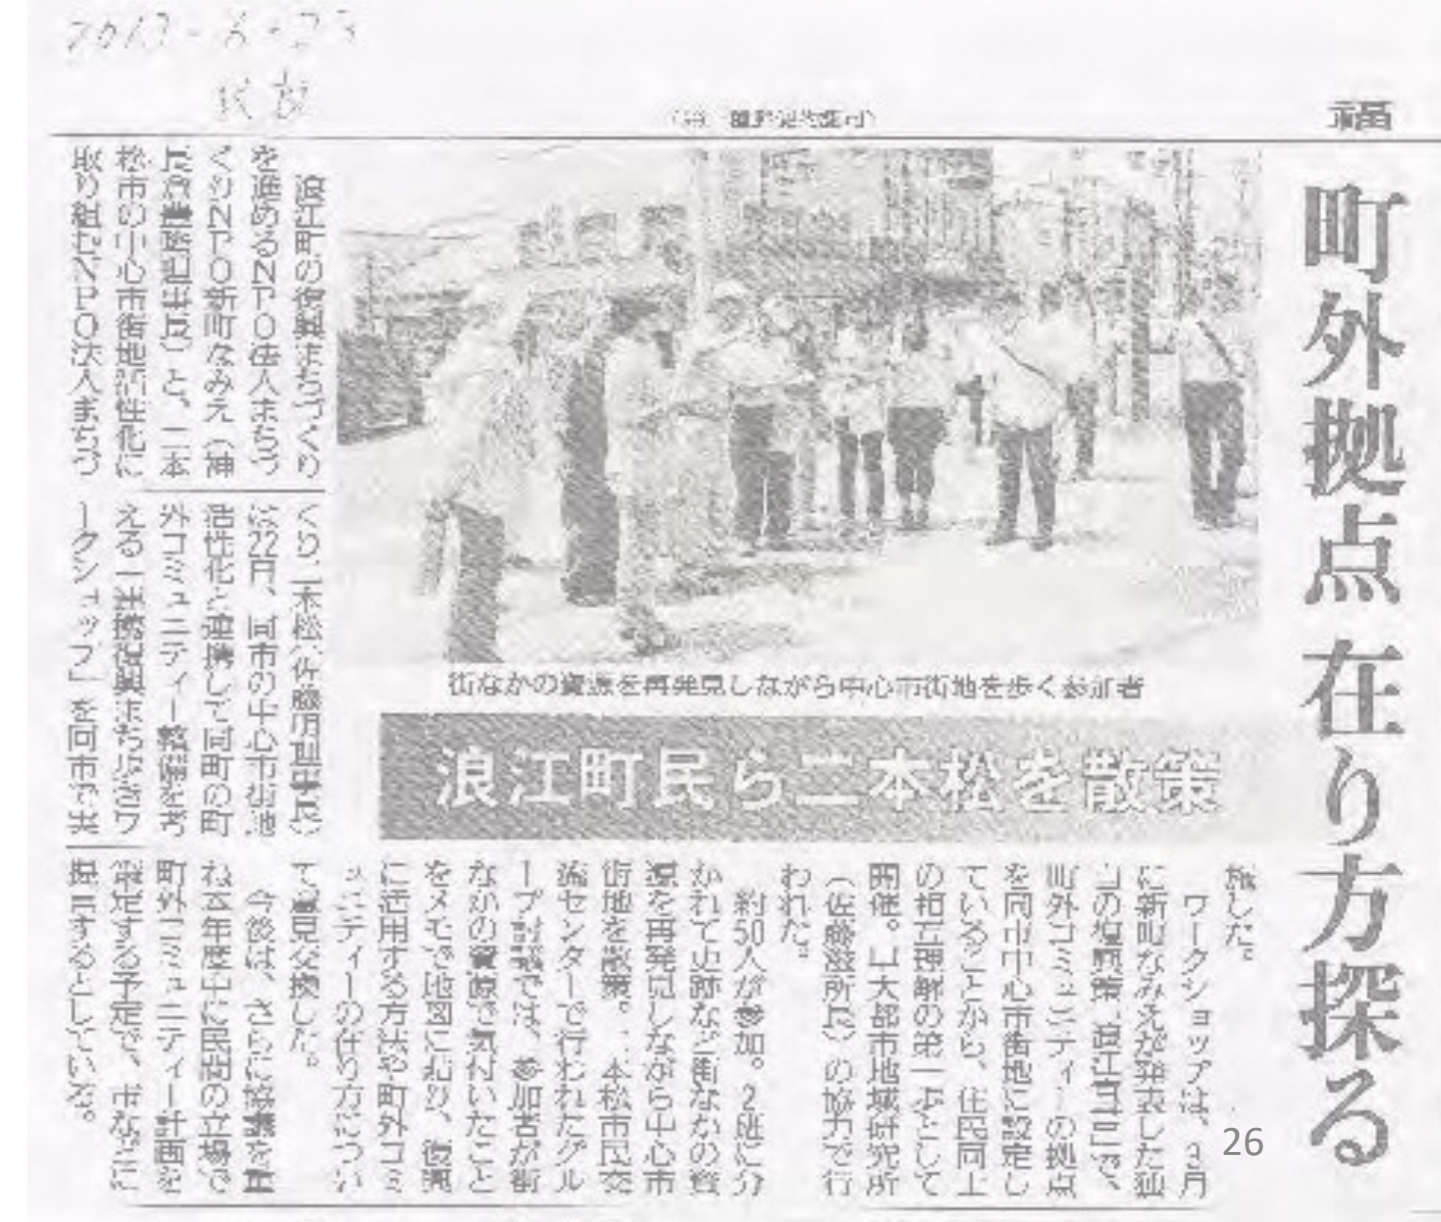 福
町外拠点 在り方探る
浪江町民ら二本松を散策
街なかの資源を再発見しながら中心市街地を歩く参加者
浪江町の復興まちづくり
を進めるNPO法人まちづ
くりNPO新町なみえ(神
と、二本
松市の中心市街地活性化に
取り組むNPO法人まちづ
くり二本松(佐藤 理事長)
は22日、同市の中心市街地
活性化と連携して同町の町
外コミュニティー 考
える「連携復興まち歩きワ
ークショップ」を同市で実
施した。
ワークショップは、3月
に新町なみえが発表した独
自の復興策「浪江宣言」で、
町外コミュニティーの拠点
を同市中心市街地に設定し
ていることから、住民同士
の相互理解の第一歩として
開催。早大都市地域研究所
(佐藤滋所長)の協力で行
われた。
約50人が参加。2班に分
かれて史跡など街なかの資
源を再発見しながら中心市
街地を散策。二本松市民交
流センターで行われたグル
ープ討議では、参加者が街
なかの資源で気付いたこと
をメモで地図に貼り、復興
に活用する方法や町外コミ
ュニティーの在り方につい
て意見交換した。
今後は、さらに協議を重
ね本年度中に民間の立場で
町外コミュニティー計画を
策定する予定で、市などに
提言するとしている。
26